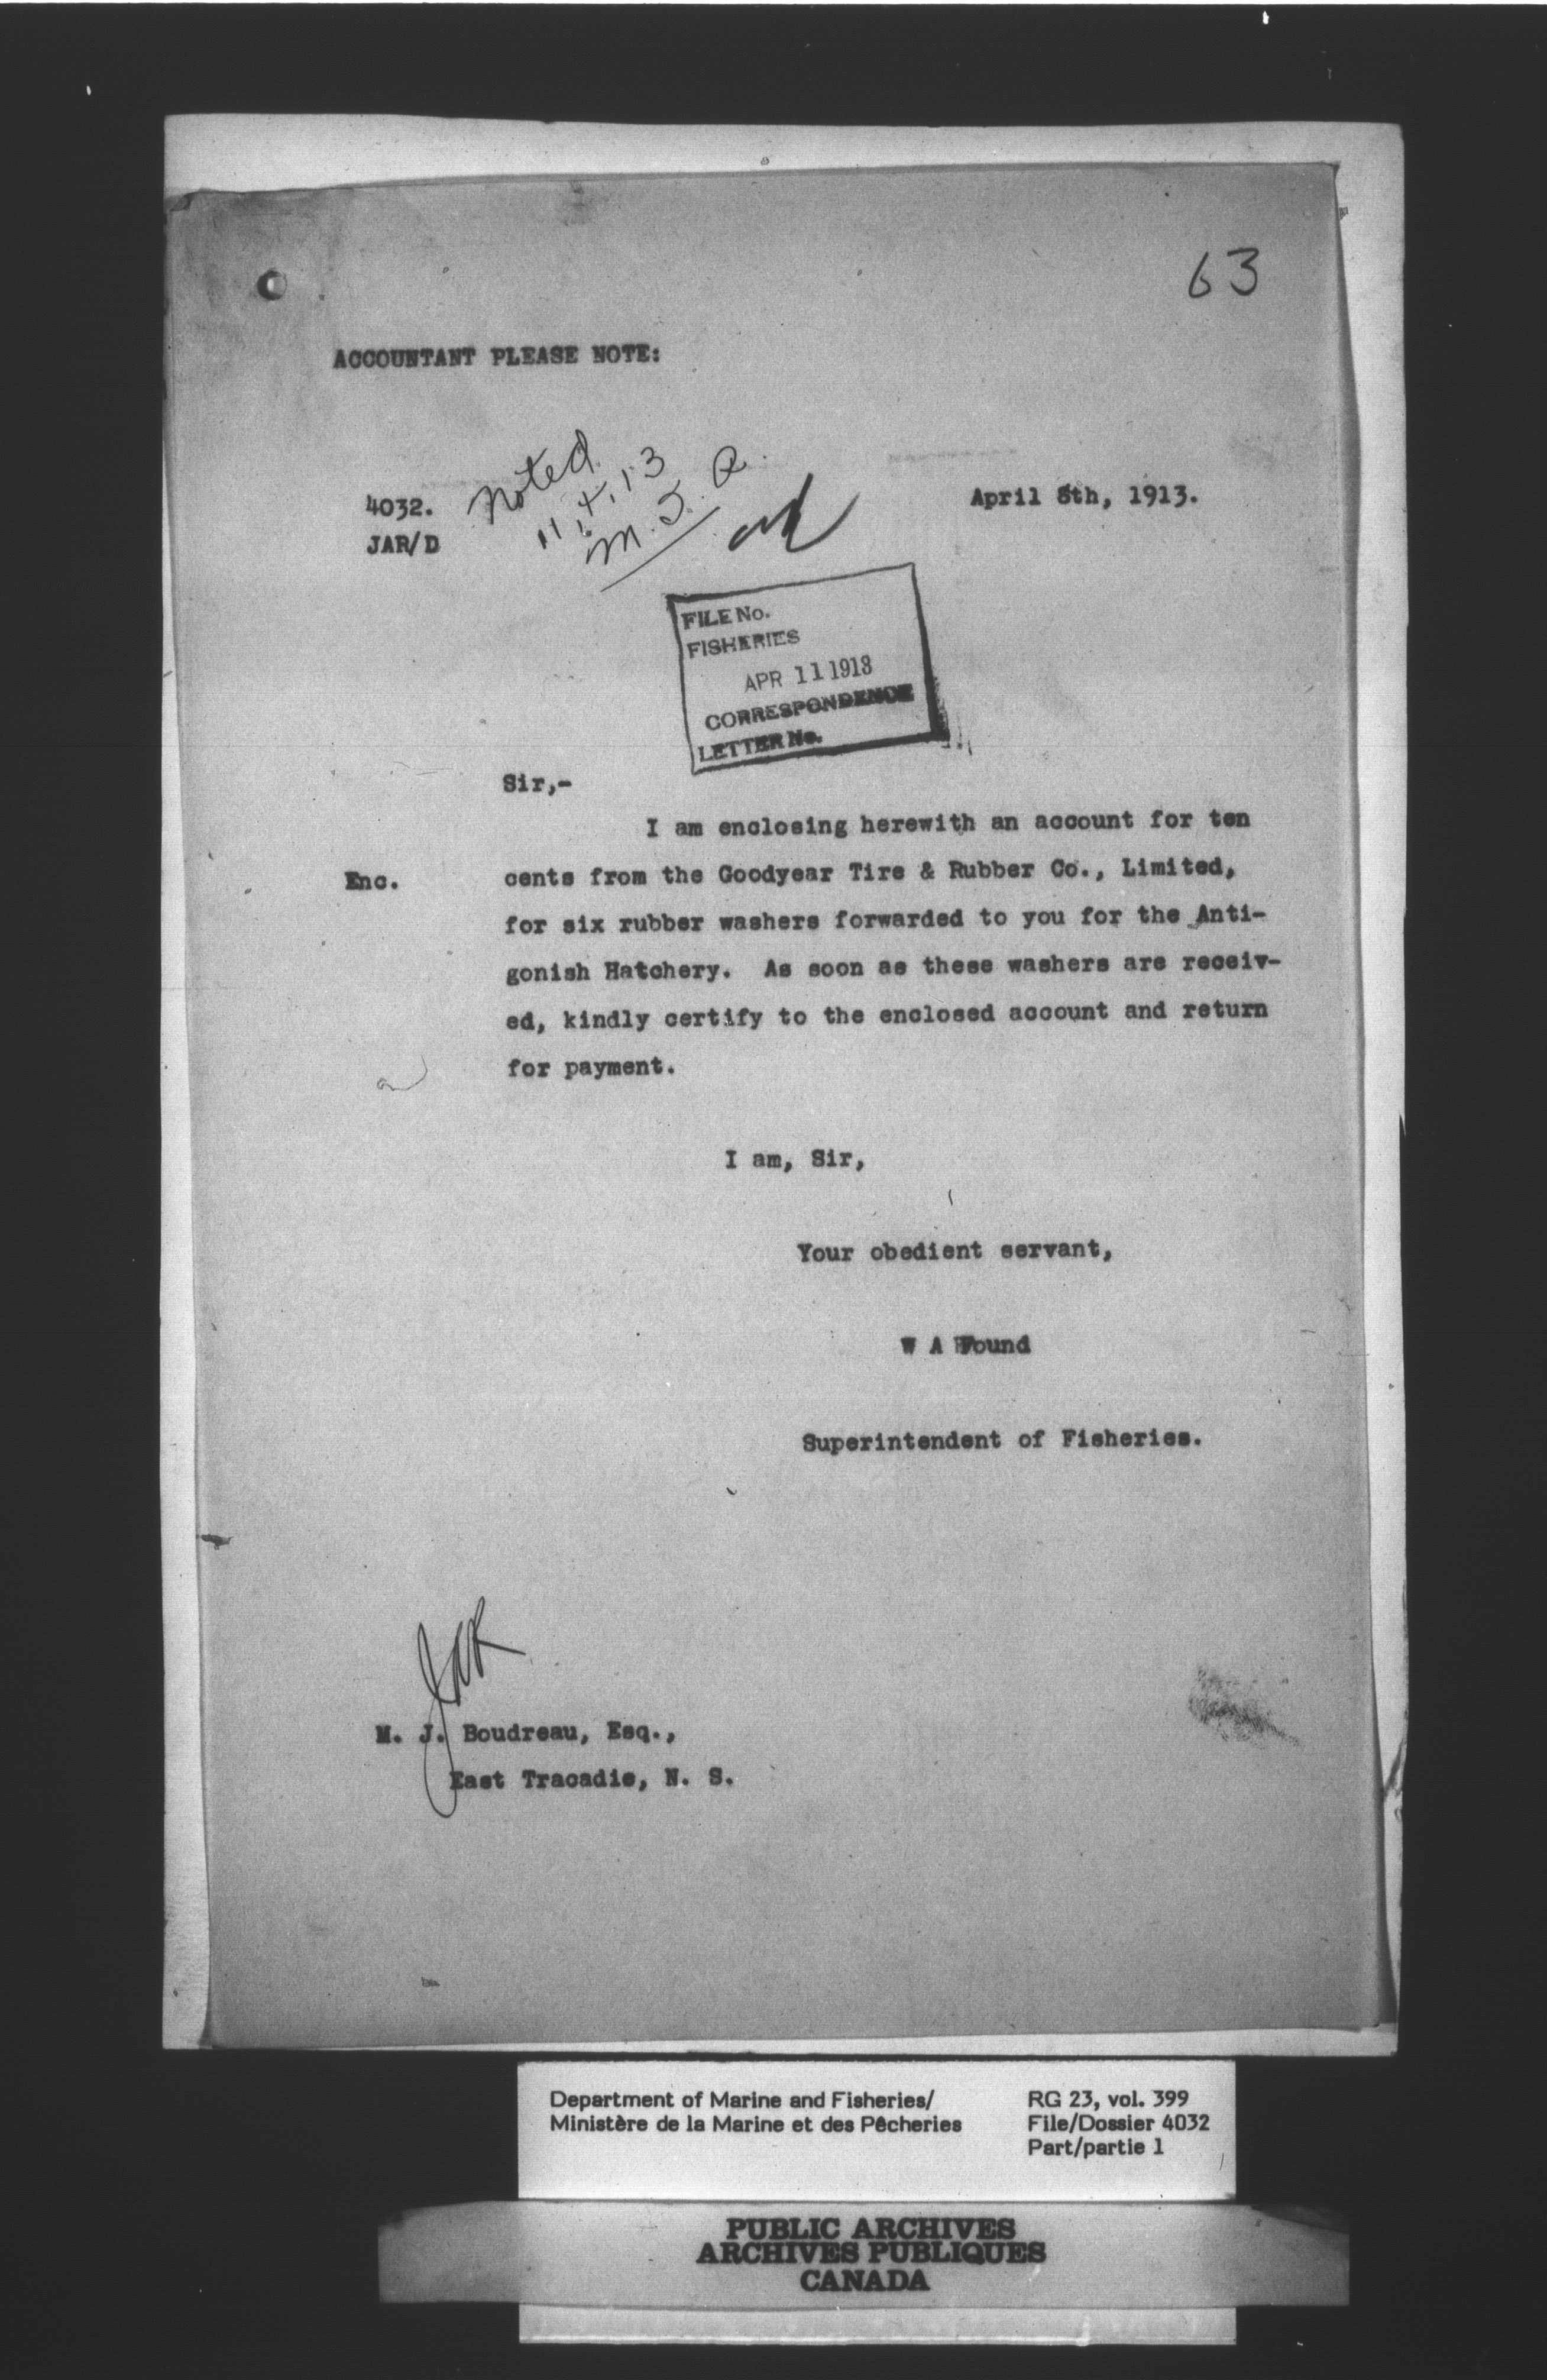 63
ACCOUNTANT PLEASE NOTE:
Noted
11.4.13
4032.
April 8th, 1913.
JAR/D
FILE No.
FISHERIES
APR 11 1913
CORRESPONDENCE
LETTER No.
Sir,-
I am enclosing herewith an account for ten
Enc.
cents from the Goodyear Tire & Rubber Co., Limited,
for six rubber washers forwarded to you for the Anti-
gonish Hatchery. As soon as these washers are receiv-
ed, kindly certify to the enclosed account and return
for payment.
I am, Sir,
Your obedient servant,
W A Found
Superintendent of Fisheries.
JAR
M. J. Boudreau, Esq.,
East Tracadie, N. S.
Department of Marine and Fisheries/
Ministère de la Marine et des Pêcheries
RG 23, vol. 399
File/Dossier 4032
Part/partie 1
PUBLIC ARCHIVES
ARCHIVES PUBLIQUES
CANADA